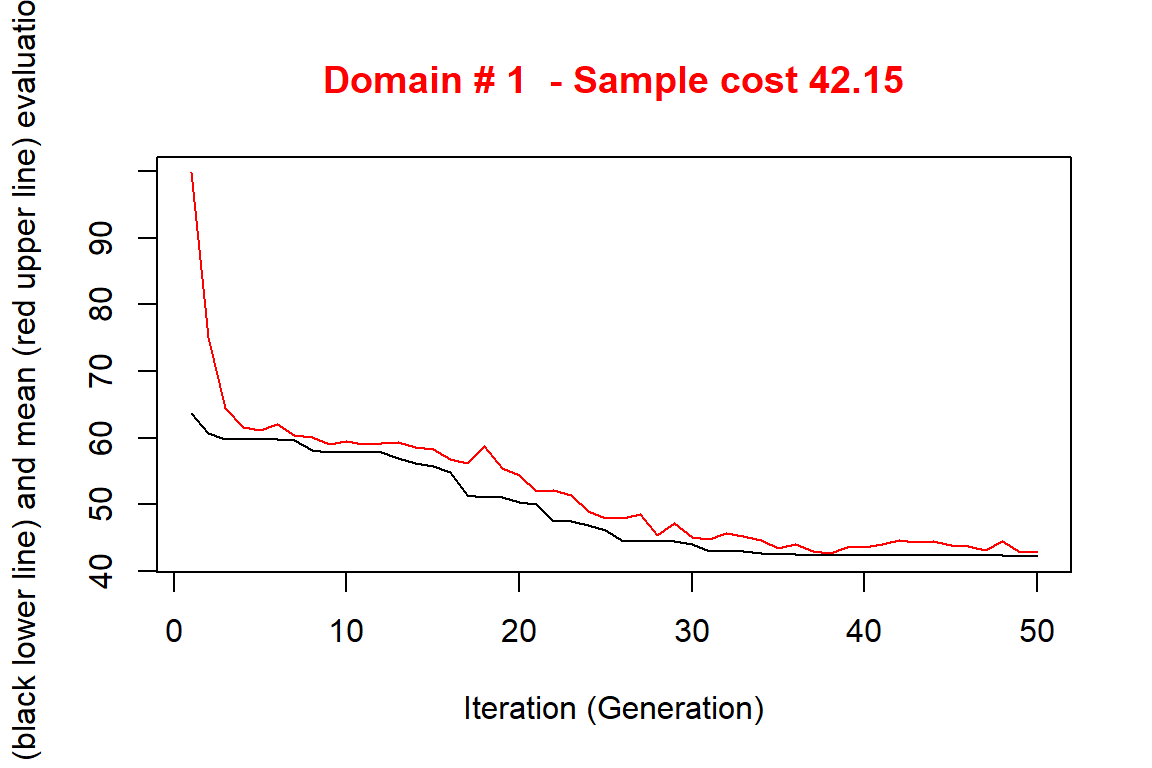 Domain # 1  - Sample cost 42.15
(black lower line) and mean (red upper line) evaluatio
90
80
70
60
50
40
0 10 20 30 40 50
Iteration (Generation)